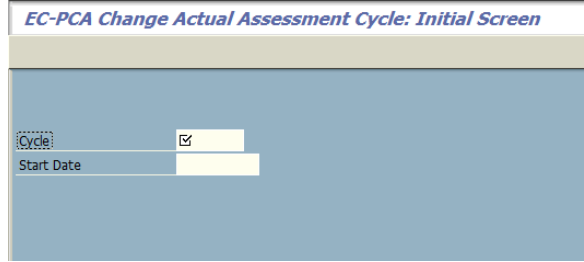 EC-PCA Change Actual Assessment Cycle: Initial Screen
Cycle
Start Date